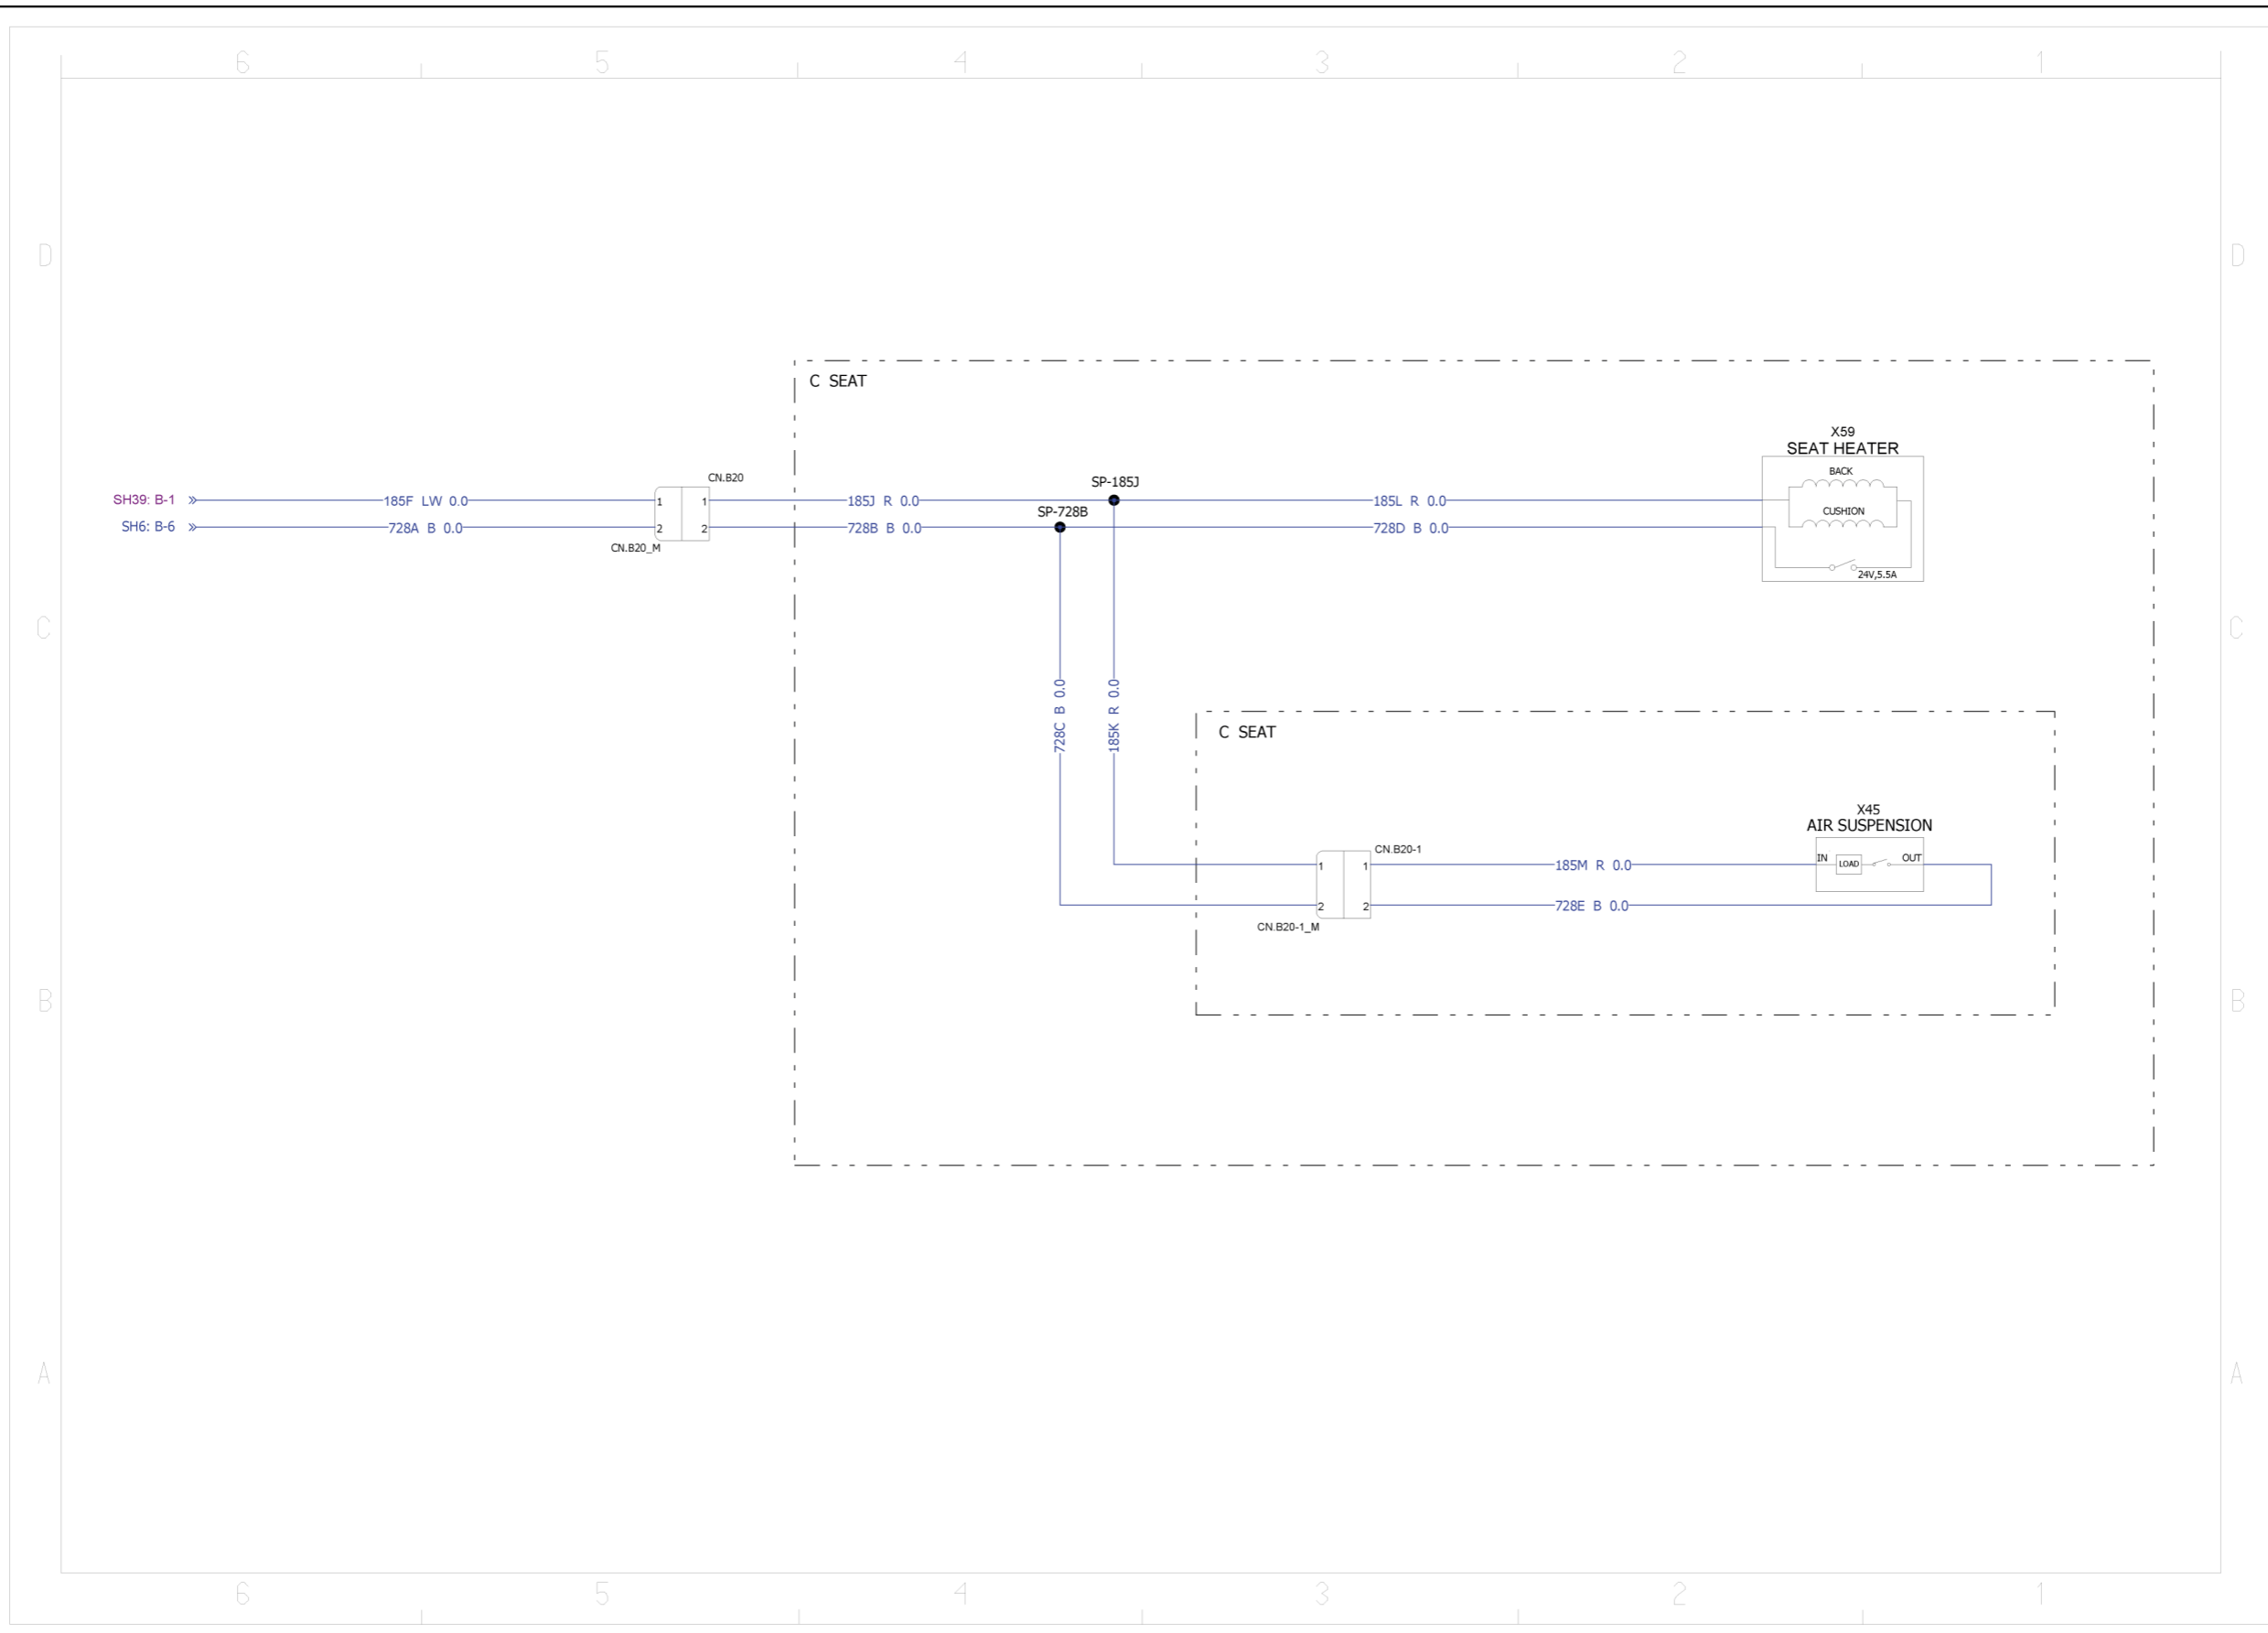 6 5 4 3 2 1
D D
C SEAT
X59
SEAT HEATER
BACK
CUSHION
24V,5.5A
CN.B20
SP-185J
SH39: B-1 185F LW 0.0 1 1 185J R 0.0 185L R 0.0
SP-728B
SH6: B-6 728A B 0.0 2 2 728B B 0.0 728D B 0.0
CN.B20_M
C C
728C B 0.0
185K R 0.0
C SEAT
X45
AIR SUSPENSION
CN.B20-1
1 1 185M R 0.0 IN LOAD OUT
2 2 728E B 0.0
CN.B20-1_M
B B
A A
6 5 4 3 2 1